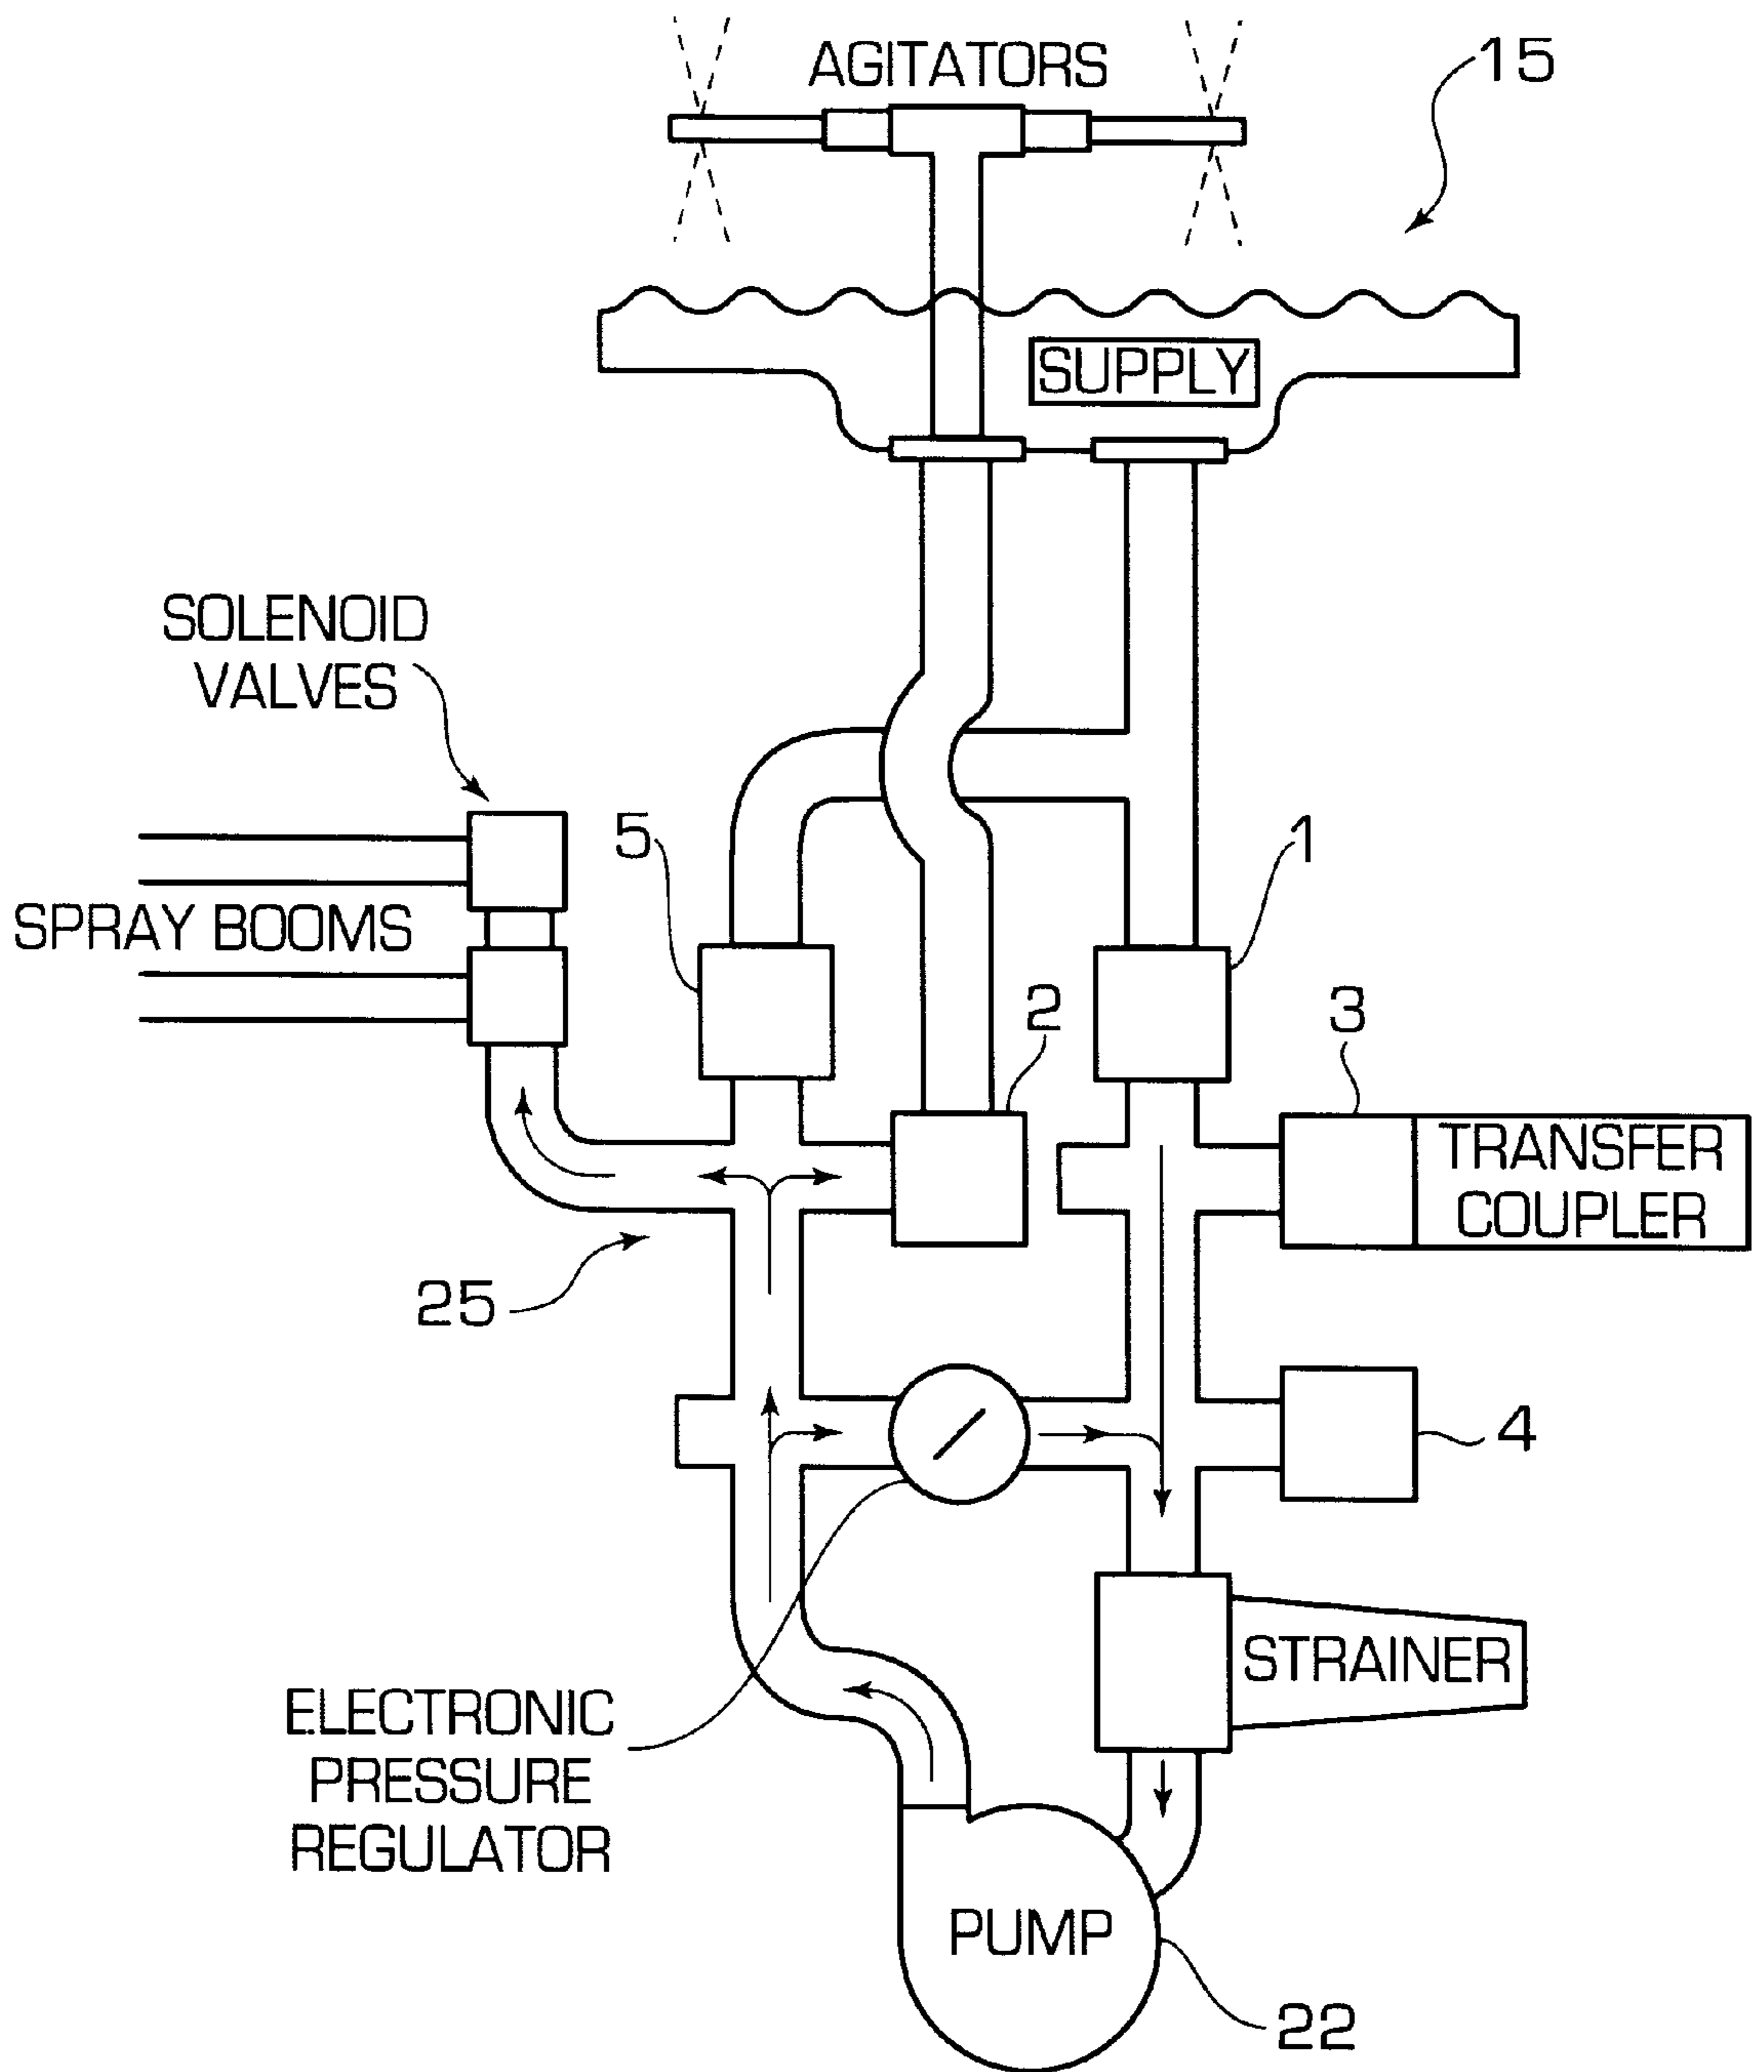 AGITATORS
15
SUPPLY
SOLENOID
VALVES
5
1
SPRAY BOOMS
2
3
TRANSFER
COUPLER
25
4
STRAINER
ELECTRONIC
PRESSURE
REGULATOR
PUMP
22